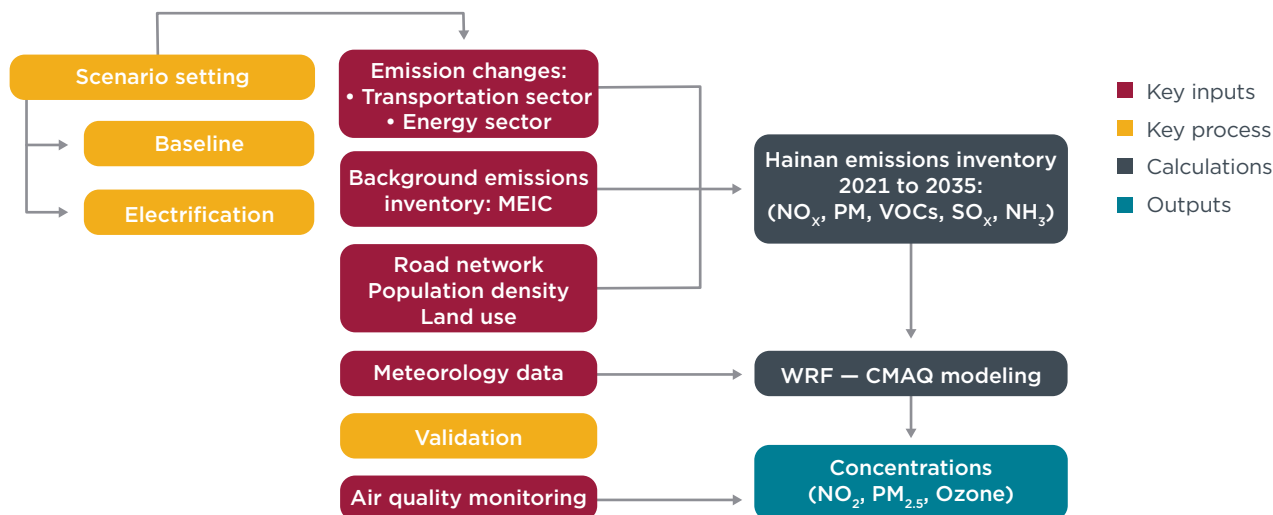 Scenario setting
Baseline
Electrification
Emission changes:
• Transportation sector
• Energy sector
Background emissions
inventory: MEIC
Road network
Population density
Land use
Meteorology data
Validation
Air quality monitoring
Hainan emissions inventory
2021 to 2035:
(NOX, PM, VOCs, SOX, NH3)
WRF — CMAQ modeling
Concentrations
(NO2, PM2.5, Ozone)
Key inputs
Key process
Calculations
Outputs